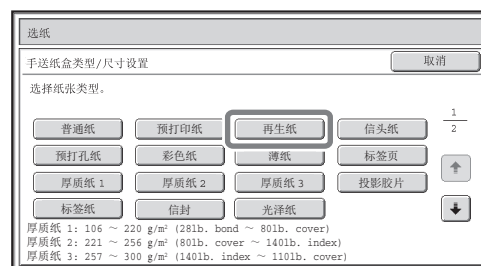 选纸
手送纸盒类型/尺寸设置 取消
选择纸张类型。
普通纸 预打印纸 再生纸 信头纸
1
2
预打孔纸 彩色纸 薄纸 标签页
厚质纸 1 厚质纸 2 厚质纸 3 投影胶片
标签纸 信封 光泽纸
厚质纸 1: 106 ～ 220 g/m² (28lb. bond ～ 80lb. cover)
厚质纸 2: 221 ～ 256 g/m² (80lb. cover ～ 140lb. index)
厚质纸 3: 257 ～ 300 g/m² (140lb. index ～ 110lb. cover)